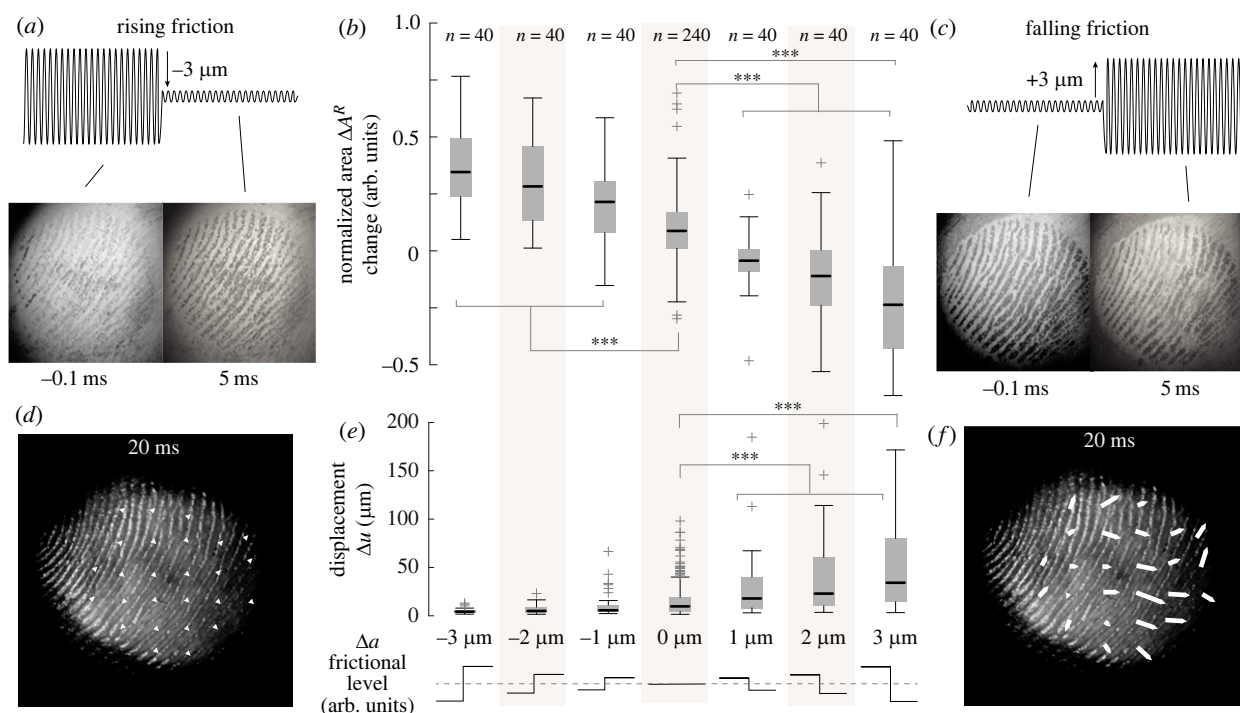 (a)
rising friction
–3 µm
–0.1 ms
5 ms
(b)
1.0
0.5
0
–0.5
normalized area ΔA^R
change (arb. units)
n = 40
n = 40
n = 40
n = 240
n = 40
n = 40
n = 40
***
***
***
(c)
falling friction
+3 µm
–0.1 ms
5 ms
(d)
20 ms
(e)
200
150
100
50
0
displacement
Δu (µm)
***
***
Δa
–3 µm
–2 µm
–1 µm
0 µm
1 µm
2 µm
3 µm
frictional
level
(arb. units)
(f)
20 ms